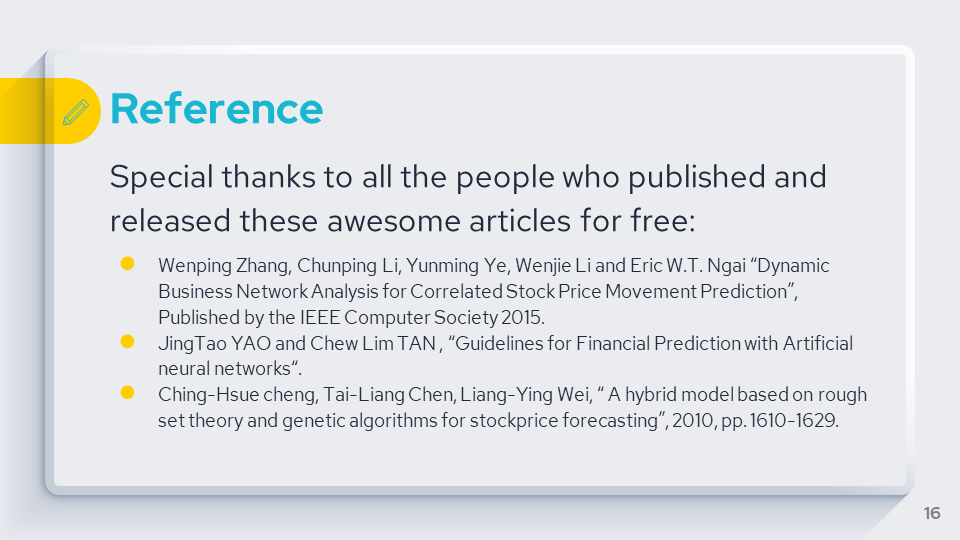 Reference
Special thanks to all the people who published and
released these awesome articles for free:
Wenping Zhang, Chunping Li, Yunming Ye, Wenjie Li and Eric W.T. Ngai “Dynamic
Business Network Analysis for Correlated Stock Price Movement Prediction”,
Published by the IEEE Computer Society 2015.
JingTao YAO and Chew Lim TAN , “Guidelines for Financial Prediction with Artificial
neural networks“.
Ching-Hsue cheng, Tai-Liang Chen, Liang-Ying Wei, “ A hybrid model based on rough
set theory and genetic algorithms for stockprice forecasting”, 2010, pp. 1610-1629.
16